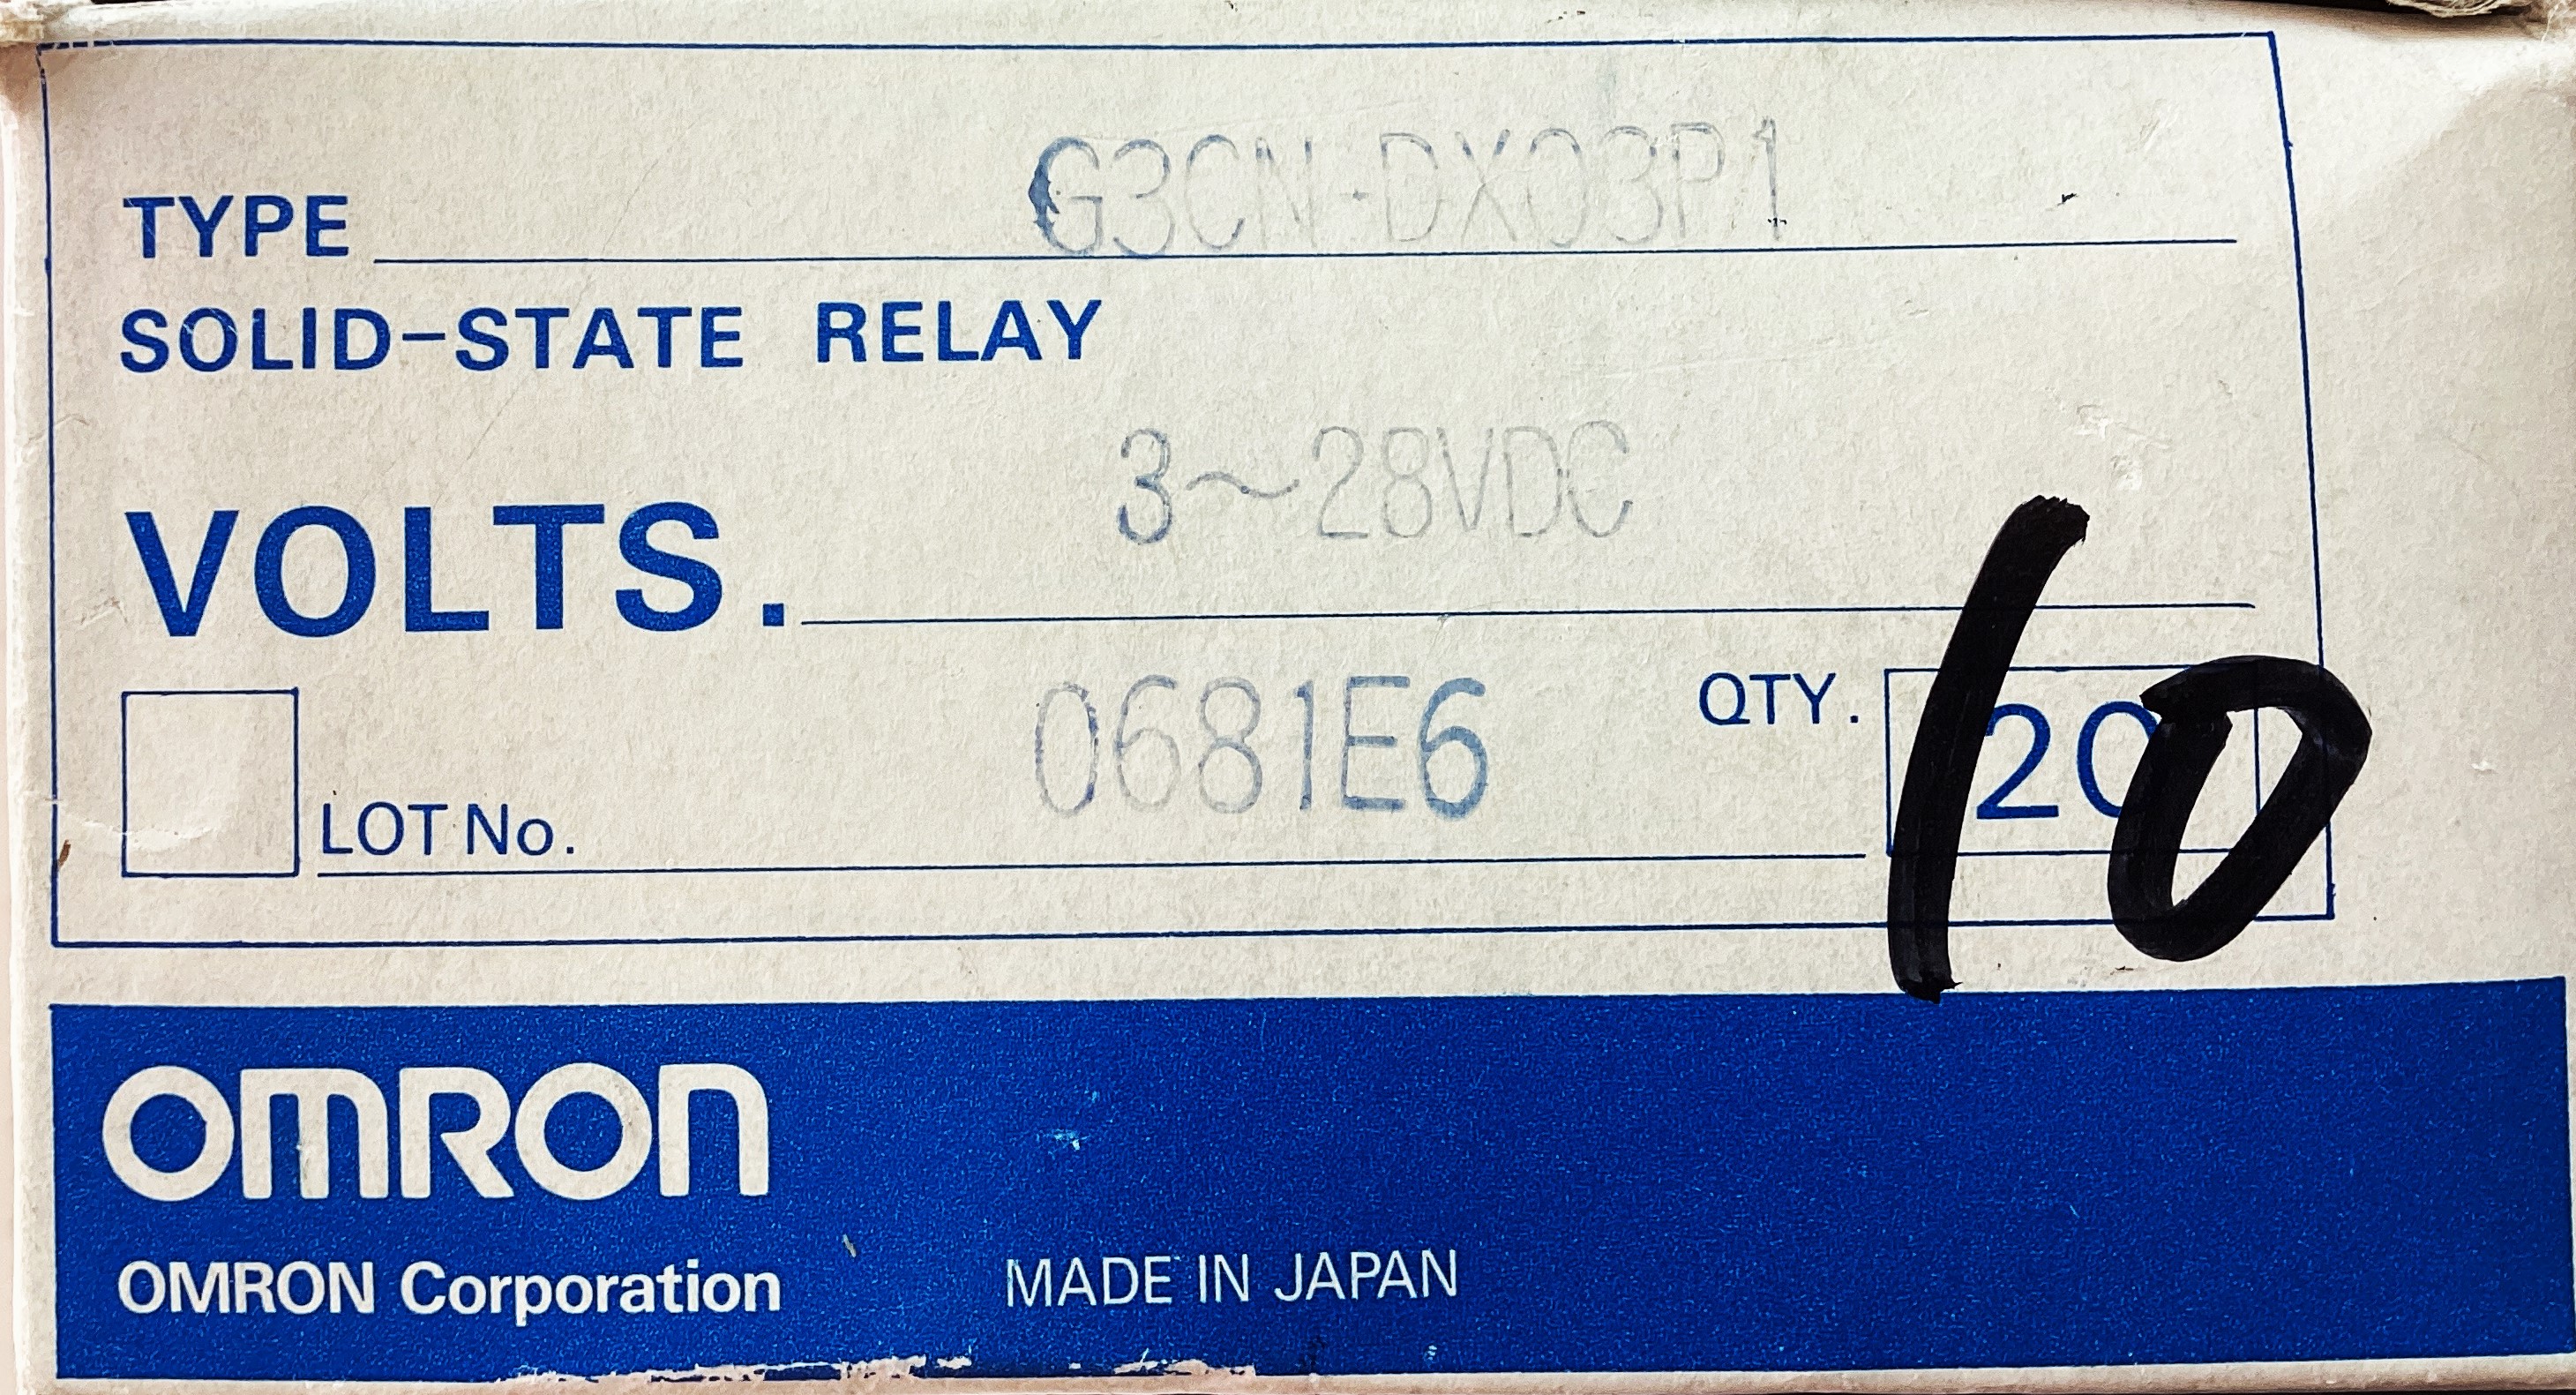 TYPE G3CN-DX03P1
SOLID-STATE RELAY
VOLTS. 3~28VDC
LOT No. 0681E6 QTY. 20
10
OMRON
OMRON Corporation MADE IN JAPAN